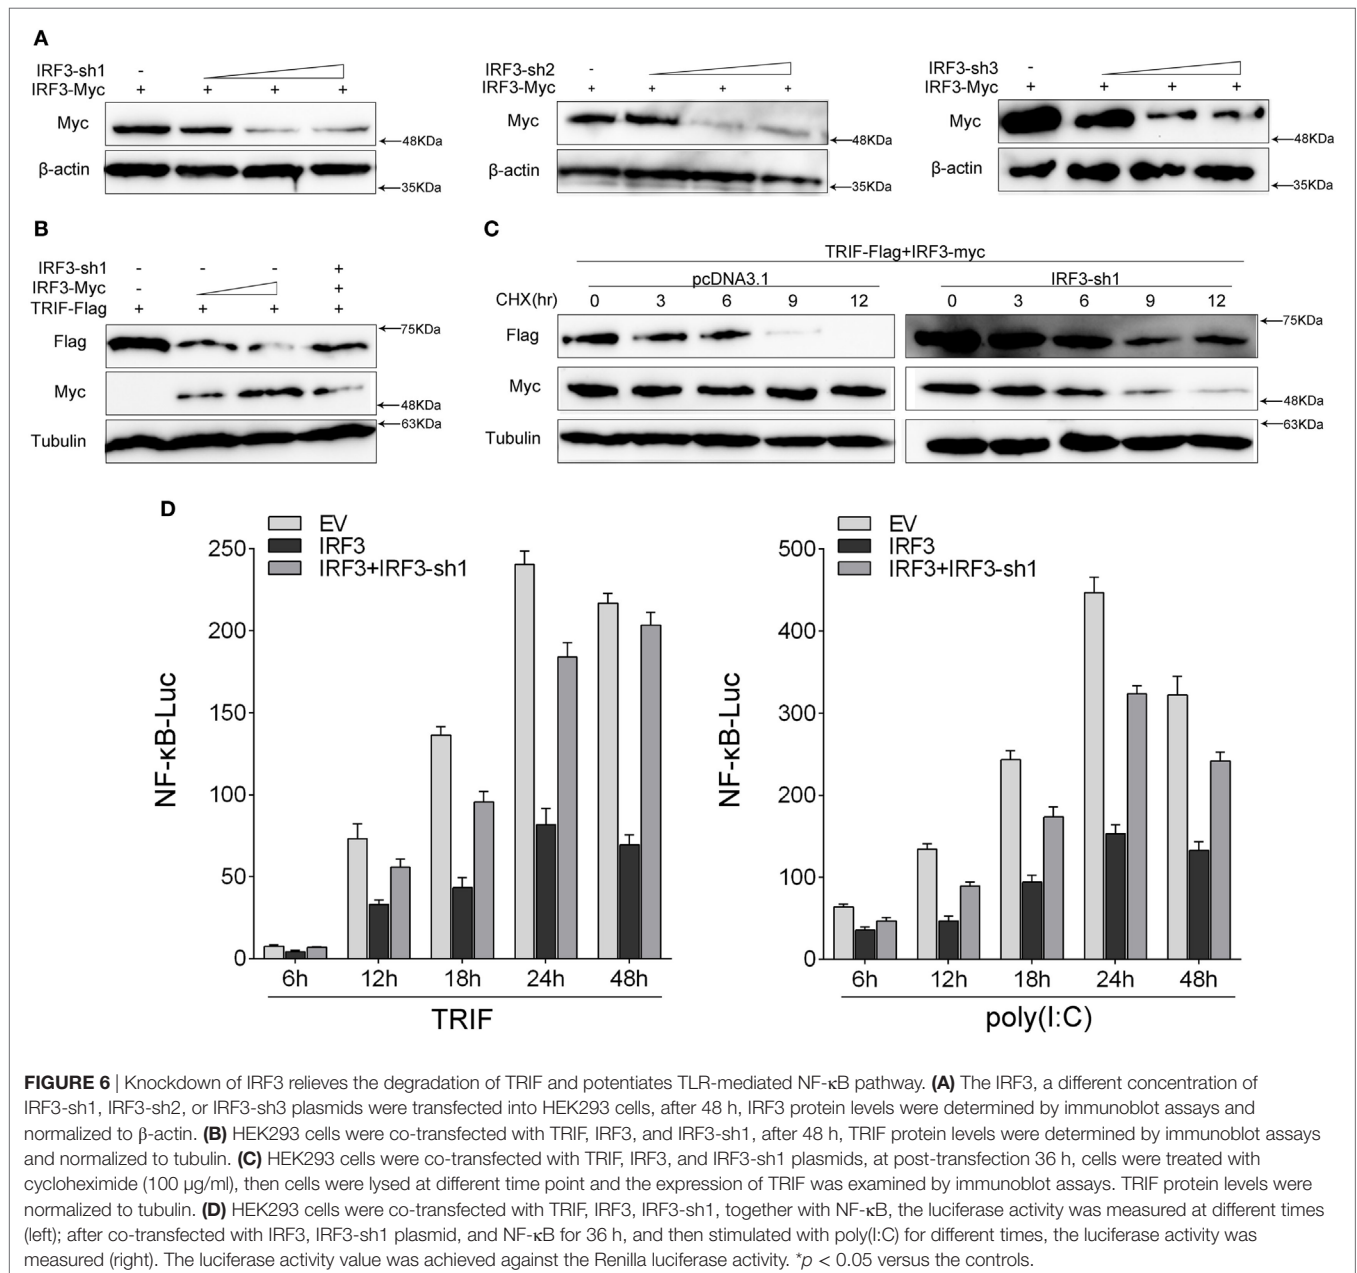 A
IRF3-sh1 -
IRF3-Myc + + + +
Myc
48KDa
β-actin
35KDa
IRF3-sh2 -
IRF3-Myc + + + +
Myc
48KDa
β-actin
35KDa
IRF3-sh3 -
IRF3-Myc + + + +
Myc
48KDa
β-actin
35KDa
B
IRF3-sh1 - - - +
IRF3-Myc - +
TRIF-Flag + + + +
75KDa
Flag
Myc
48KDa
63KDa
Tubulin
C
TRIF-Flag+IRF3-myc
pcDNA3.1 IRF3-sh1
CHX(hr) 0 3 6 9 12 0 3 6 9 12
75KDa
Flag
Myc
48KDa
63KDa
Tubulin
D
EV
IRF3
IRF3+IRF3-sh1
NF-κB-Luc
250
200
150
100
50
0
6h 12h 18h 24h 48h
TRIF
EV
IRF3
IRF3+IRF3-sh1
NF-κB-Luc
500
400
300
200
100
0
6h 12h 18h 24h 48h
poly(I:C)
FIGURE 6 | Knockdown of IRF3 relieves the degradation of TRIF and potentiates TLR-mediated NF-κB pathway. (A) The IRF3, a different concentration of
IRF3-sh1, IRF3-sh2, or IRF3-sh3 plasmids were transfected into HEK293 cells, after 48 h, IRF3 protein levels were determined by immunoblot assays and
normalized to β-actin. (B) HEK293 cells were co-transfected with TRIF, IRF3, and IRF3-sh1, after 48 h, TRIF protein levels were determined by immunoblot assays
and normalized to tubulin. (C) HEK293 cells were co-transfected with TRIF, IRF3, and IRF3-sh1 plasmids, at post-transfection 36 h, cells were treated with
cycloheximide (100 μg/ml), then cells were lysed at different time point and the expression of TRIF was examined by immunoblot assays. TRIF protein levels were
normalized to tubulin. (D) HEK293 cells were co-transfected with TRIF, IRF3, IRF3-sh1, together with NF-κB, the luciferase activity was measured at different times
(left); after co-transfected with IRF3, IRF3-sh1 plasmid, and NF-κB for 36 h, and then stimulated with poly(I:C) for different times, the luciferase activity was
measured (right). The luciferase activity value was achieved against the Renilla luciferase activity. *p < 0.05 versus the controls.